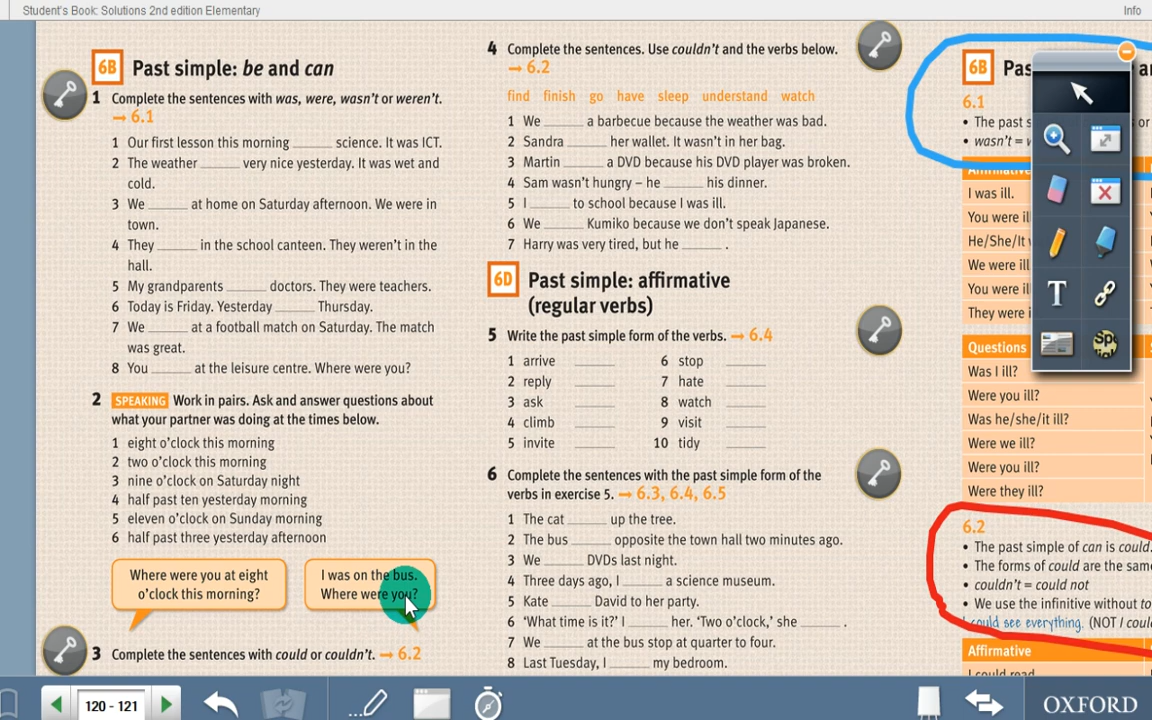 Student's Book: Solutions 2nd edition Elementary
Info
6B Past simple: be and can
1 Complete the sentences with was, were, wasn't or weren't.
→ 6.1
1 Our first lesson this morning ______ science. It was ICT.
2 The weather ______ very nice yesterday. It was wet and
cold.
3 We ______ at home on Saturday afternoon. We were in
town.
4 They ______ in the school canteen. They weren't in the
hall.
5 My grandparents ______ doctors. They were teachers.
6 Today is Friday. Yesterday ______ Thursday.
7 We ______ at a football match on Saturday. The match
was great.
8 You ______ at the leisure centre. Where were you?
2 SPEAKING Work in pairs. Ask and answer questions about
what your partner was doing at the times below.
1 eight o'clock this morning
2 two o'clock this morning
3 nine o'clock on Saturday night
4 half past ten yesterday morning
5 eleven o'clock on Sunday morning
6 half past three yesterday afternoon
Where were you at eight
o'clock this morning?
I was on the bus.
Where were you?
3 Complete the sentences with could or couldn't. → 6.2
4 Complete the sentences. Use couldn't and the verbs below.
→ 6.2
find finish go have sleep understand watch
1 We ______ a barbecue because the weather was bad.
2 Sandra ______ her wallet. It wasn't in her bag.
3 Martin ______ a DVD because his DVD player was broken.
4 Sam wasn't hungry – he ______ his dinner.
5 I ______ to school because I was ill.
6 We ______ Kumiko because we don't speak Japanese.
7 Harry was very tired, but he ______ .
6D Past simple: affirmative
(regular verbs)
5 Write the past simple form of the verbs. → 6.4
1 arrive ______ 6 stop ______
2 reply ______ 7 hate ______
3 ask ______ 8 watch ______
4 climb ______ 9 visit ______
5 invite ______ 10 tidy ______
6 Complete the sentences with the past simple form of the
verbs in exercise 5. → 6.3, 6.4, 6.5
1 The cat ______ up the tree.
2 The bus ______ opposite the town hall two minutes ago.
3 We ______ DVDs last night.
4 Three days ago, I ______ a science museum.
5 Kate ______ David to her party.
6 'What time is it?' I ______ her. 'Two o'clock,' she ______ .
7 We ______ at the bus stop at quarter to four.
8 Last Tuesday, I ______ my bedroom.
6B Pas
6.1
• The past s or
• wasn't =
Affirmative
I was ill.
You were ill
He/She/It
We were ill
You were il
They were i
Questions
Was I ill?
Were you ill?
Was he/she/it ill?
Were we ill?
Were you ill?
Were they ill?
6.2
• The past simple of can is could.
• The forms of could are the same
• couldn't = could not
• We use the infinitive without to
I could see everything. (NOT I could
Affirmative
I could read
T
120 - 121
OXFORD